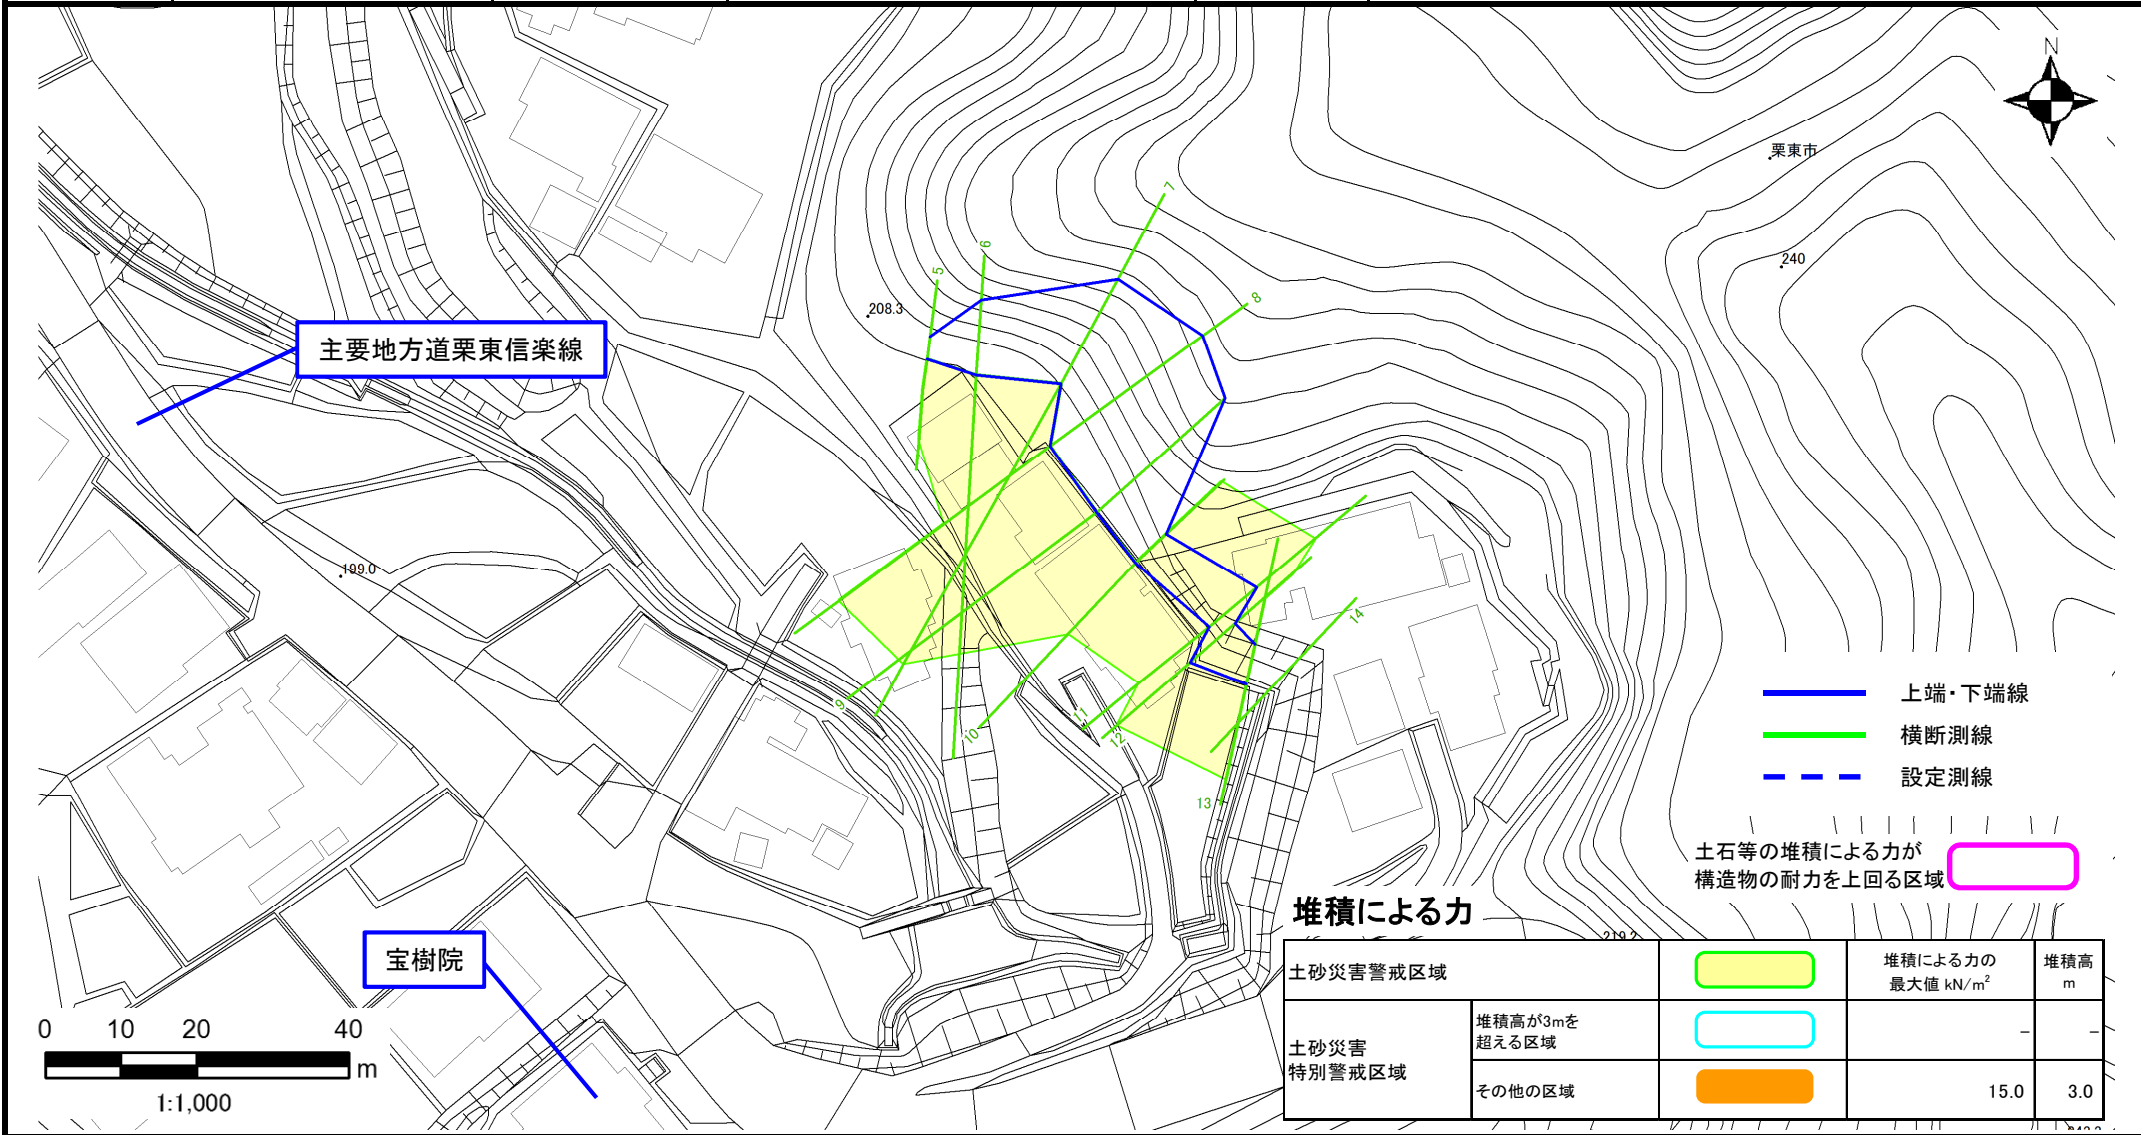 N
栗東市
240
208.3
5
6
7
8
主要地方道栗東信楽線
199.0
9
10
11
12
13
14
上端・下端線
横断測線
設定測線
土石等の堆積による力が
構造物の耐力を上回る区域
堆積による力
219.2
土砂災害警戒区域
堆積による力の
最大値 kN/m²
堆積高
m
土砂災害
特別警戒区域
堆積高が3mを
超える区域
-
-
その他の区域
15.0
3.0
宝樹院
0 10 20 40
m
1:1,000